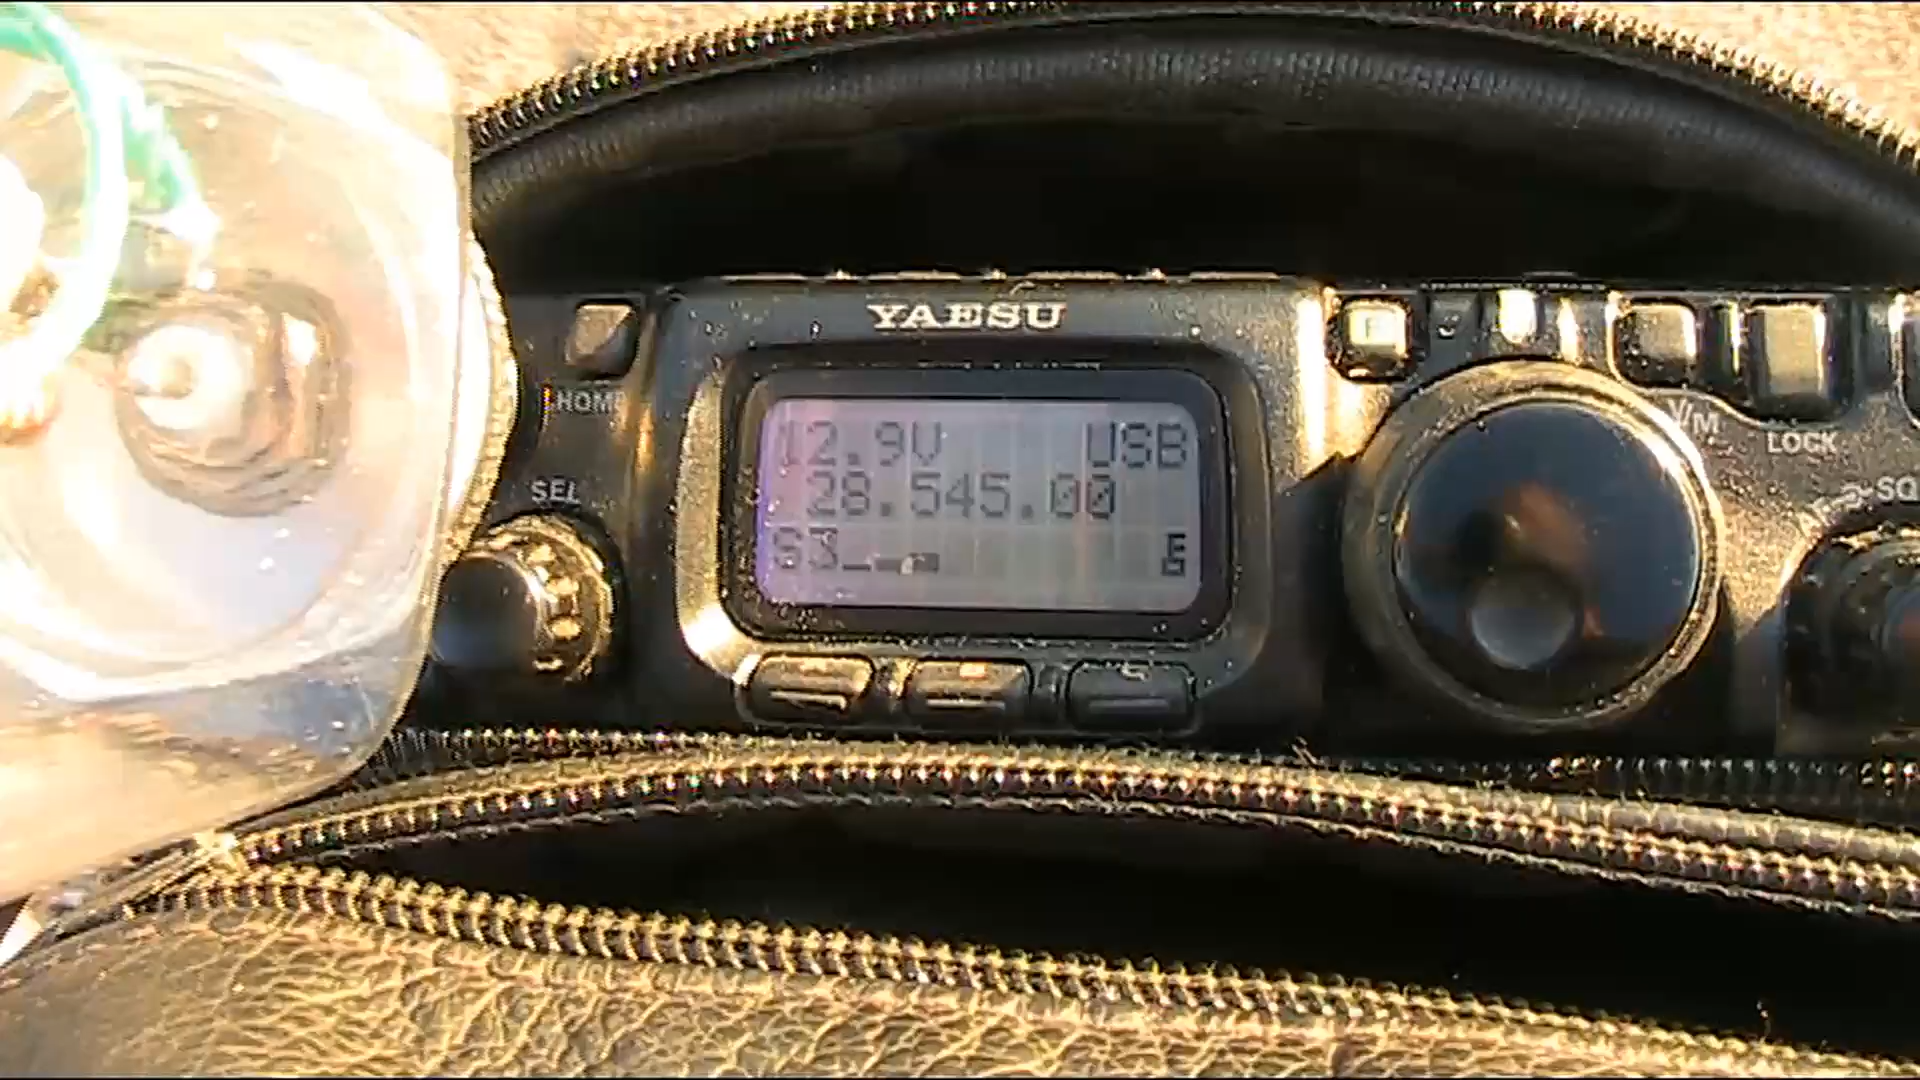 YAESU
F
HOME
V/M
LOCK
SEL
SQ
12.9V USB
28.545.00
S3